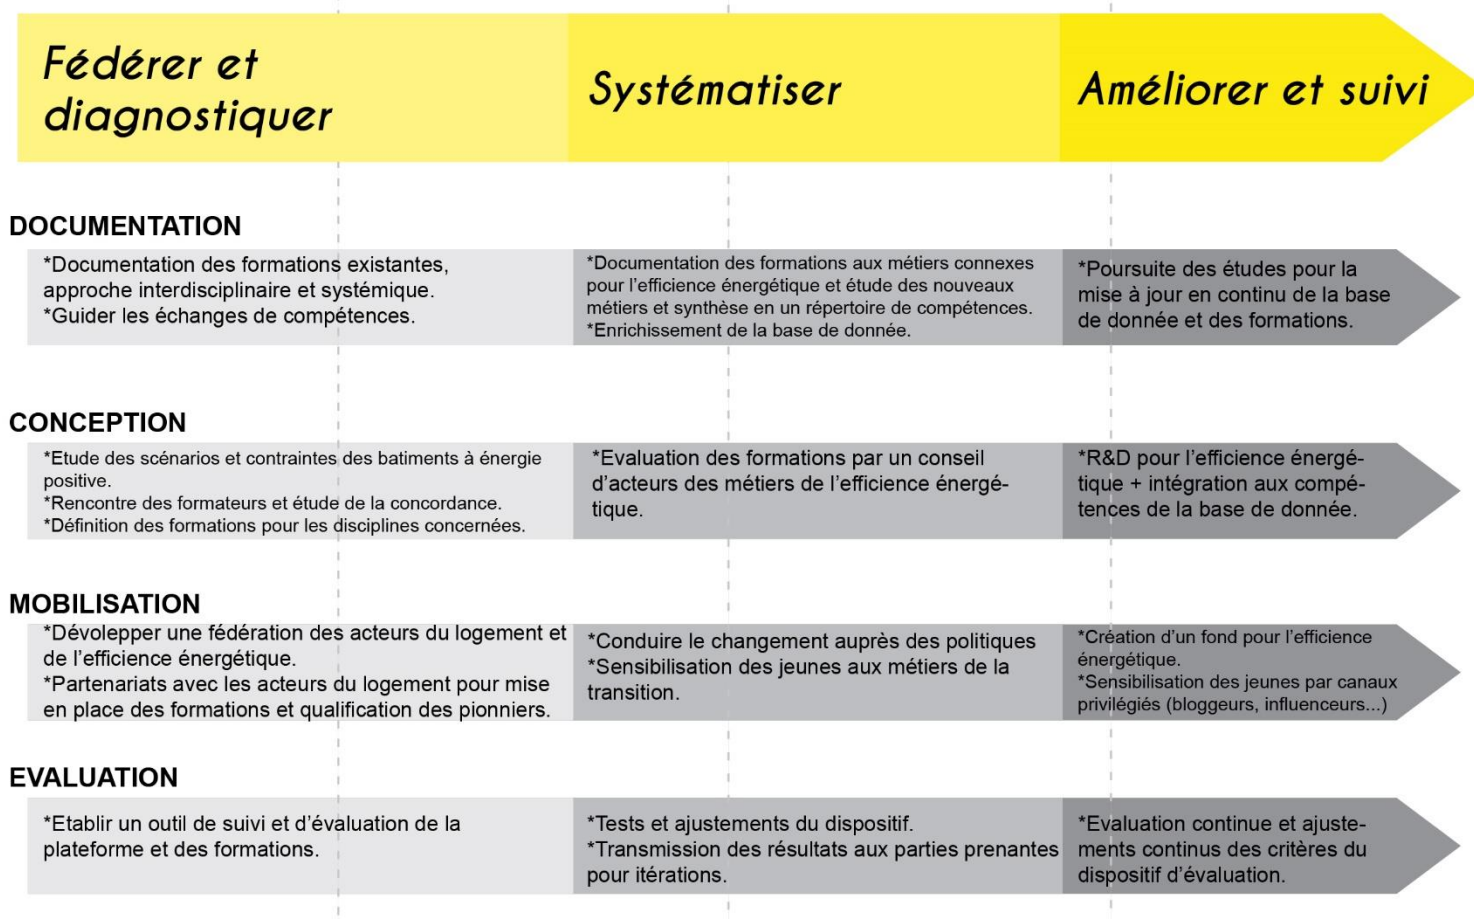 Fédérer et
diagnostiquer
Systématiser
Améliorer et suivi
DOCUMENTATION
*Documentation des formations existantes,
approche interdisciplinaire et systémique.
*Guider les échanges de compétences.
*Documentation des formations aux métiers connexes
pour l'efficience énergétique et étude des nouveaux
métiers et synthèse en un répertoire de compétences.
*Enrichissement de la base de donnée.
*Poursuite des études pour la
mise à jour en continu de la base
de donnée et des formations.
CONCEPTION
*Etude des scénarios et contraintes des batiments à énergie
positive.
*Rencontre des formateurs et étude de la concordance.
*Définition des formations pour les disciplines concernées.
*Evaluation des formations par un conseil
d'acteurs des métiers de l'efficience énergé-
tique.
*R&D pour l'efficience énergé-
tique + intégration aux compé-
tences de la base de donnée.
MOBILISATION
*Dévolepper une fédération des acteurs du logement et
de l'efficience énergétique.
*Partenariats avec les acteurs du logement pour mise
en place des formations et qualification des pionniers.
*Conduire le changement auprès des politiques
*Sensibilisation des jeunes aux métiers de la
transition.
*Création d'un fond pour l'efficience
énergétique.
*Sensibilisation des jeunes par canaux
privilégiés (bloggeurs, influenceurs...)
EVALUATION
*Etablir un outil de suivi et d'évaluation de la
plateforme et des formations.
*Tests et ajustements du dispositif.
*Transmission des résultats aux parties prenantes
pour itérations.
*Evaluation continue et ajuste-
ments continus des critères du
dispositif d'évaluation.